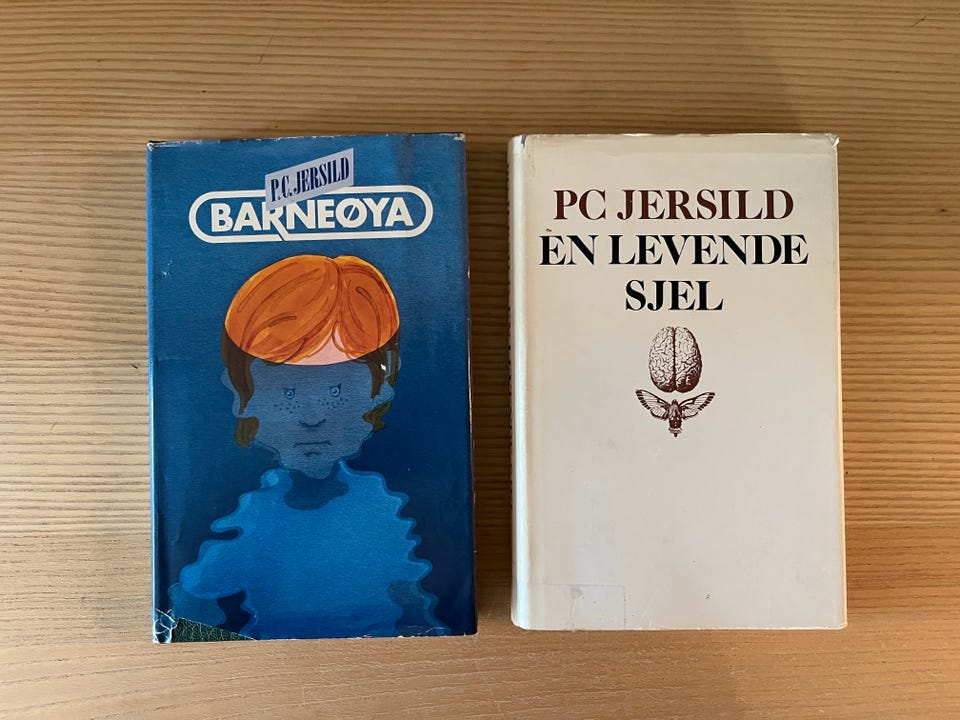 P.C. JERSILD
BARNEØYA
PC JERSILD
EN LEVENDE
SJEL